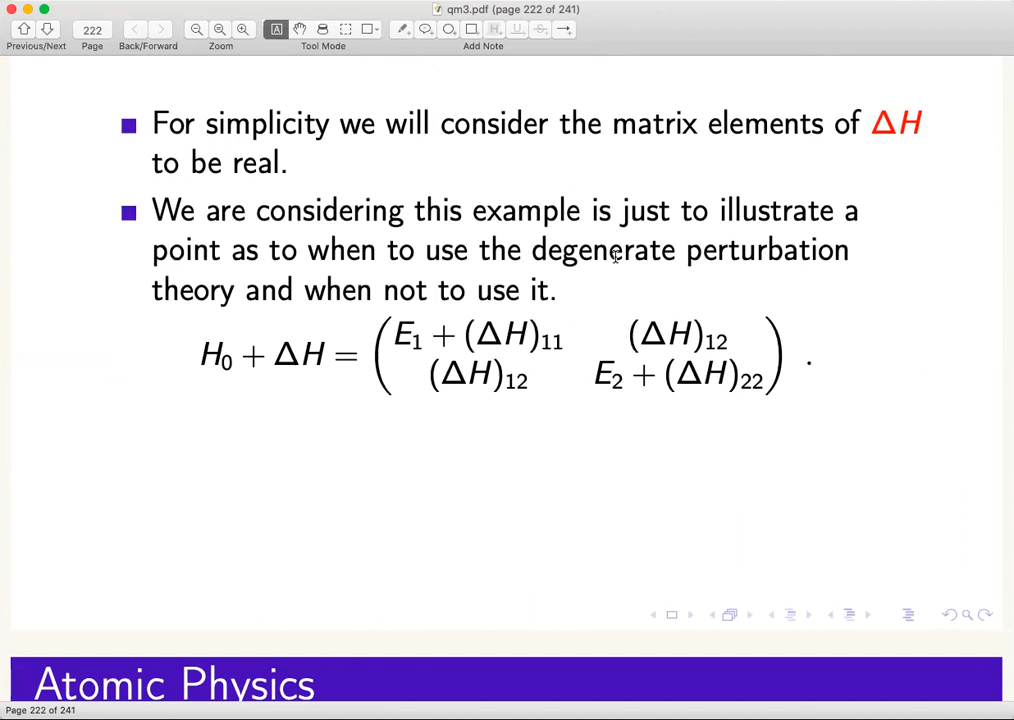 qm3.pdf (page 222 of 241)
222
Previous/Next Page Back/Forward Zoom Tool Mode Add Note
For simplicity we will consider the matrix elements of ΔH
to be real.
We are considering this example is just to illustrate a
point as to when to use the degenerate perturbation
theory and when not to use it.
H₀ + ΔH = ( E₁ + (ΔH)₁₁ (ΔH)₁₂
(ΔH)₁₂ E₂ + (ΔH)₂₂ ) .
Atomic Physics
Page 222 of 241